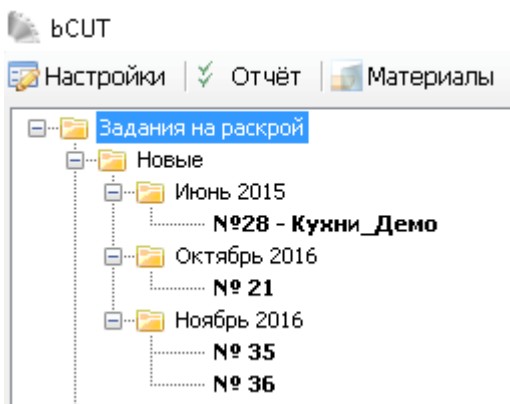 bCUT
Настройки Отчёт Материалы
Задания на раскрой
Новые
Июнь 2015
№28 - Кухни_Демо
Октябрь 2016
№ 21
Ноябрь 2016
№ 35
№ 36